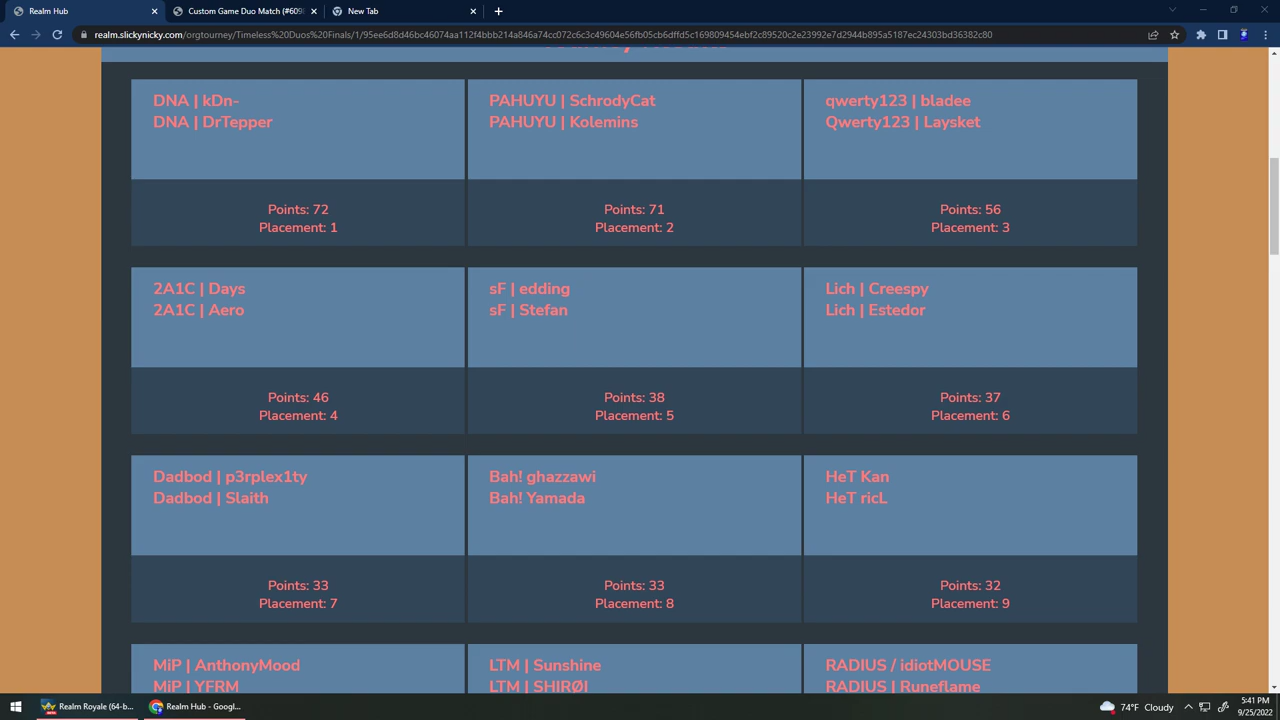 Realm Hub
Custom Game Duo Match (#609
New Tab
realm.slickynicky.com/orgtourney/Timeless%20Duos%20Finals/1/95ee6d8d46bc46074aa112f4bbb214a846a74cc072c6c3c49604e56fb05cb6dffd5c169809454ebf2c89520c2e23992e7d2944b895a5187ec24303bd36382c80
DNA | kDn-
DNA | DrTepper
Points: 72
Placement: 1
PAHUYU | SchrodyCat
PAHUYU | Kolemins
Points: 71
Placement: 2
qwerty123 | bladee
Qwerty123 | Laysket
Points: 56
Placement: 3
2A1C | Days
2A1C | Aero
Points: 46
Placement: 4
sF | edding
sF | Stefan
Points: 38
Placement: 5
Lich | Creespy
Lich | Estedor
Points: 37
Placement: 6
Dadbod | p3rplex1ty
Dadbod | Slaith
Points: 33
Placement: 7
Bah! ghazzawi
Bah! Yamada
Points: 33
Placement: 8
HeT Kan
HeT ricL
Points: 32
Placement: 9
MiP | AnthonyMood
MiP | YFRM
LTM | Sunshine
LTM | SHIRØI
RADIUS / idiotMOUSE
RADIUS | Runeflame
Realm Royale (64-b...
Realm Hub - Googl...
74°F Cloudy
5:41 PM
9/25/2022